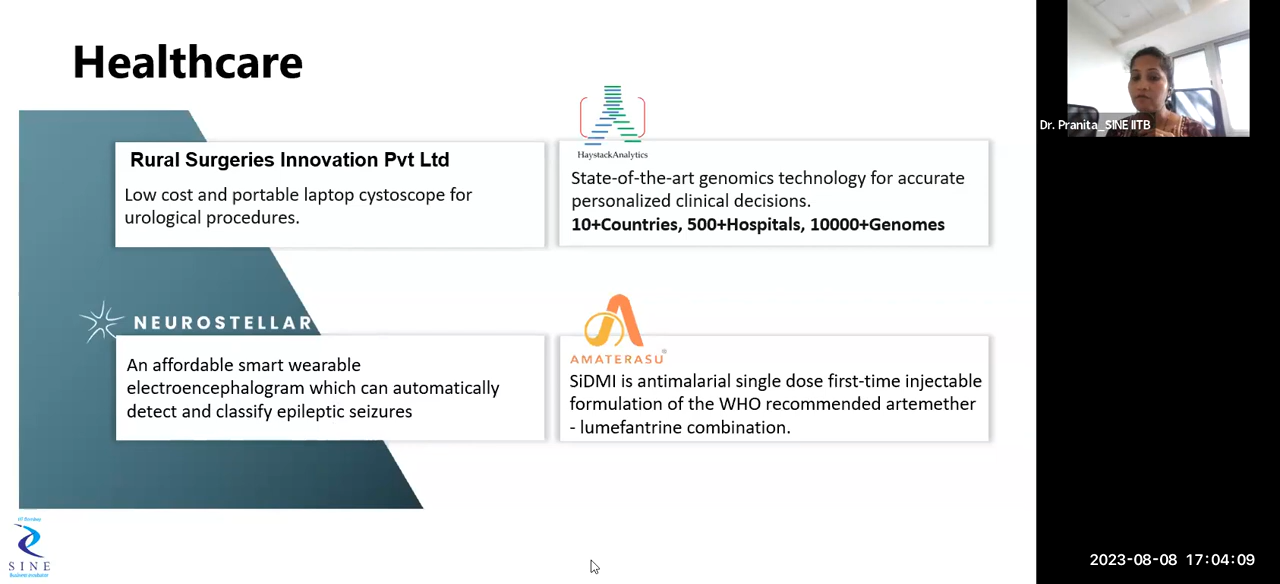 Healthcare
Rural Surgeries Innovation Pvt Ltd
Low cost and portable laptop cystoscope for
urological procedures.
HaystackAnalytics
State-of-the-art genomics technology for accurate
personalized clinical decisions.
10+Countries, 500+Hospitals, 10000+Genomes
NEUROSTELLAR
An affordable smart wearable
electroencephalogram which can automatically
detect and classify epileptic seizures
AMATERASU
SiDMI is antimalarial single dose first-time injectable
formulation of the WHO recommended artemether
- lumefantrine combination.
SINE
Dr. Pranita_SINE IITB
2023-08-08 17:04:09